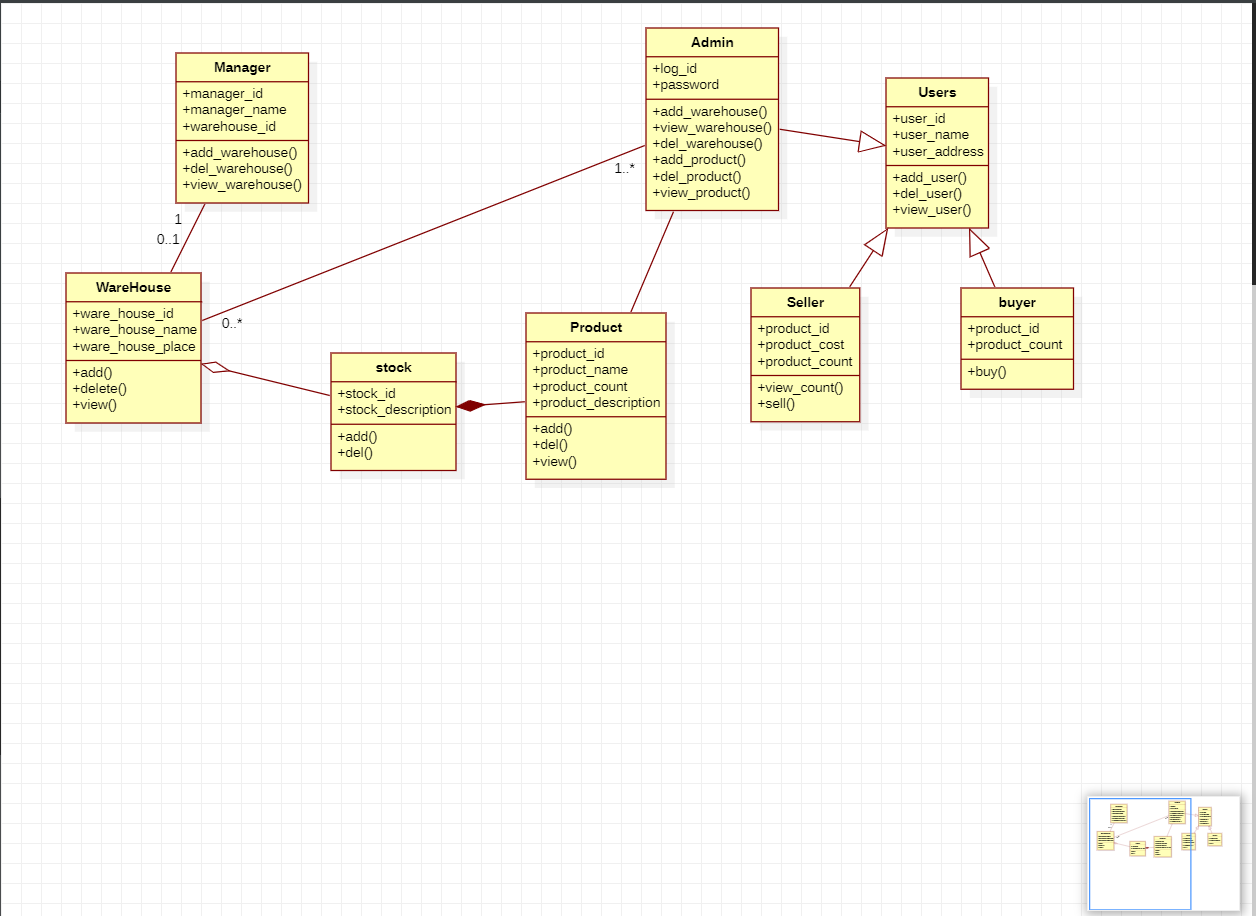 Manager
+manager_id
+manager_name
+warehouse_id
+add_warehouse()
+del_warehouse()
+view_warehouse()
Admin
+log_id
+password
+add_warehouse()
+view_warehouse()
+del_warehouse()
+add_product()
+del_product()
+view_product()
Users
+user_id
+user_name
+user_address
+add_user()
+del_user()
+view_user()
1
0..1
1..*
0..*
WareHouse
+ware_house_id
+ware_house_name
+ware_house_place
+add()
+delete()
+view()
stock
+stock_id
+stock_description
+add()
+del()
Product
+product_id
+product_name
+product_count
+product_description
+add()
+del()
+view()
Seller
+product_id
+product_cost
+product_count
+view_count()
+sell()
buyer
+product_id
+product_count
+buy()